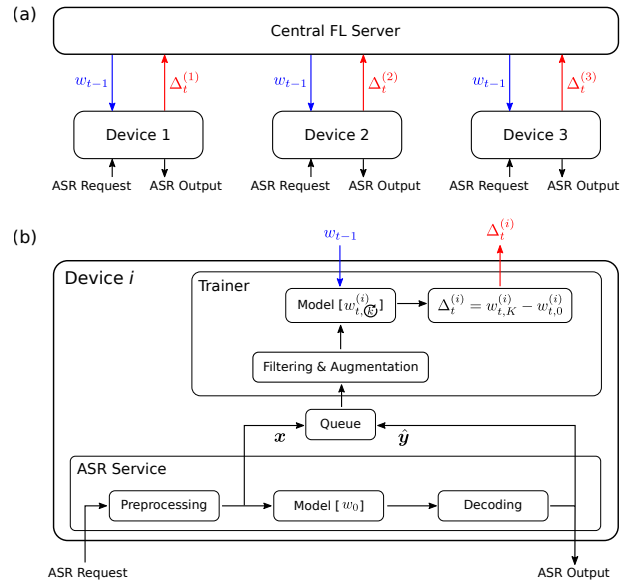 (a)
Central FL Server
w_{t−1} Δ_t^{(1)} w_{t−1} Δ_t^{(2)} w_{t−1} Δ_t^{(3)}
Device 1 Device 2 Device 3
ASR Request ASR Output ASR Request ASR Output ASR Request ASR Output
(b)
w_{t−1} Δ_t^{(i)}
Device i
Trainer
Model [w_{t,k}^{(i)}] Δ_t^{(i)} = w_{t,K}^{(i)} − w_{t,0}^{(i)}
Filtering & Augmentation
Queue
x ŷ
ASR Service
Preprocessing Model [w_0] Decoding
ASR Request ASR Output